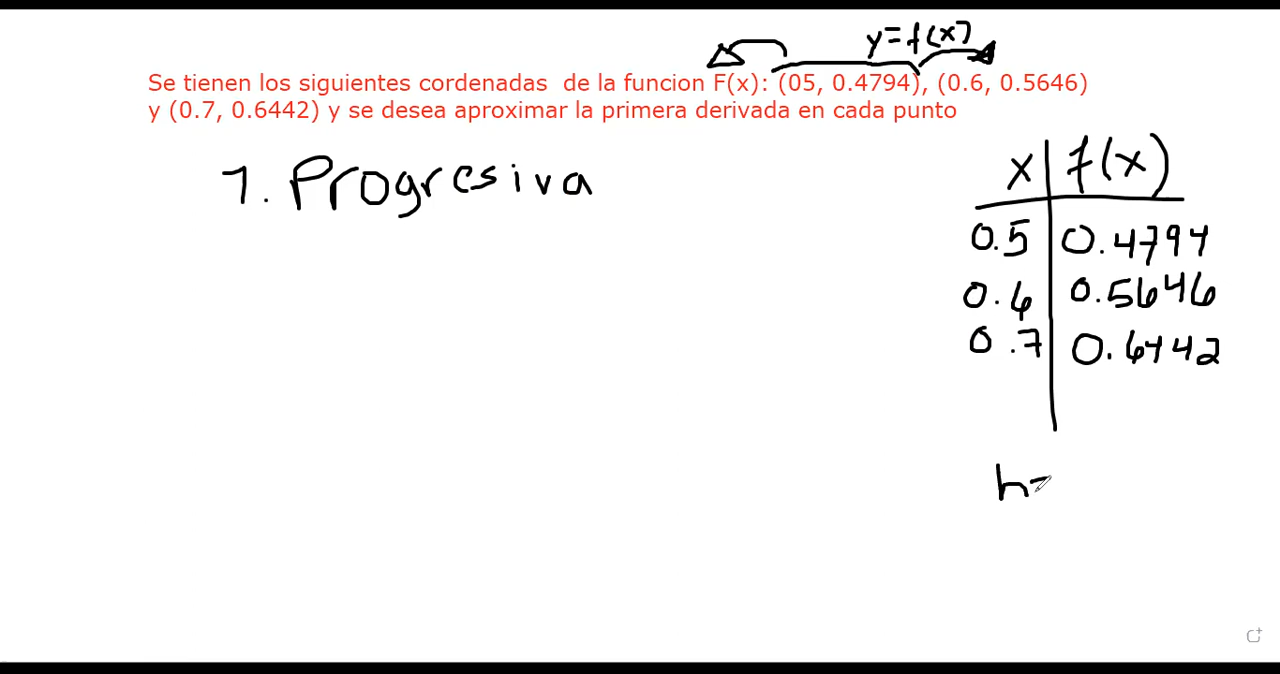 y=f(x)
Se tienen los siguientes cordenadas de la funcion F(x): (05, 0.4794), (0.6, 0.5646)
y (0.7, 0.6442) y se desea aproximar la primera derivada en cada punto
1. Progresiva
x | f(x)
0.5 | 0.4794
0.6 | 0.5646
0.7 | 0.6442
h=